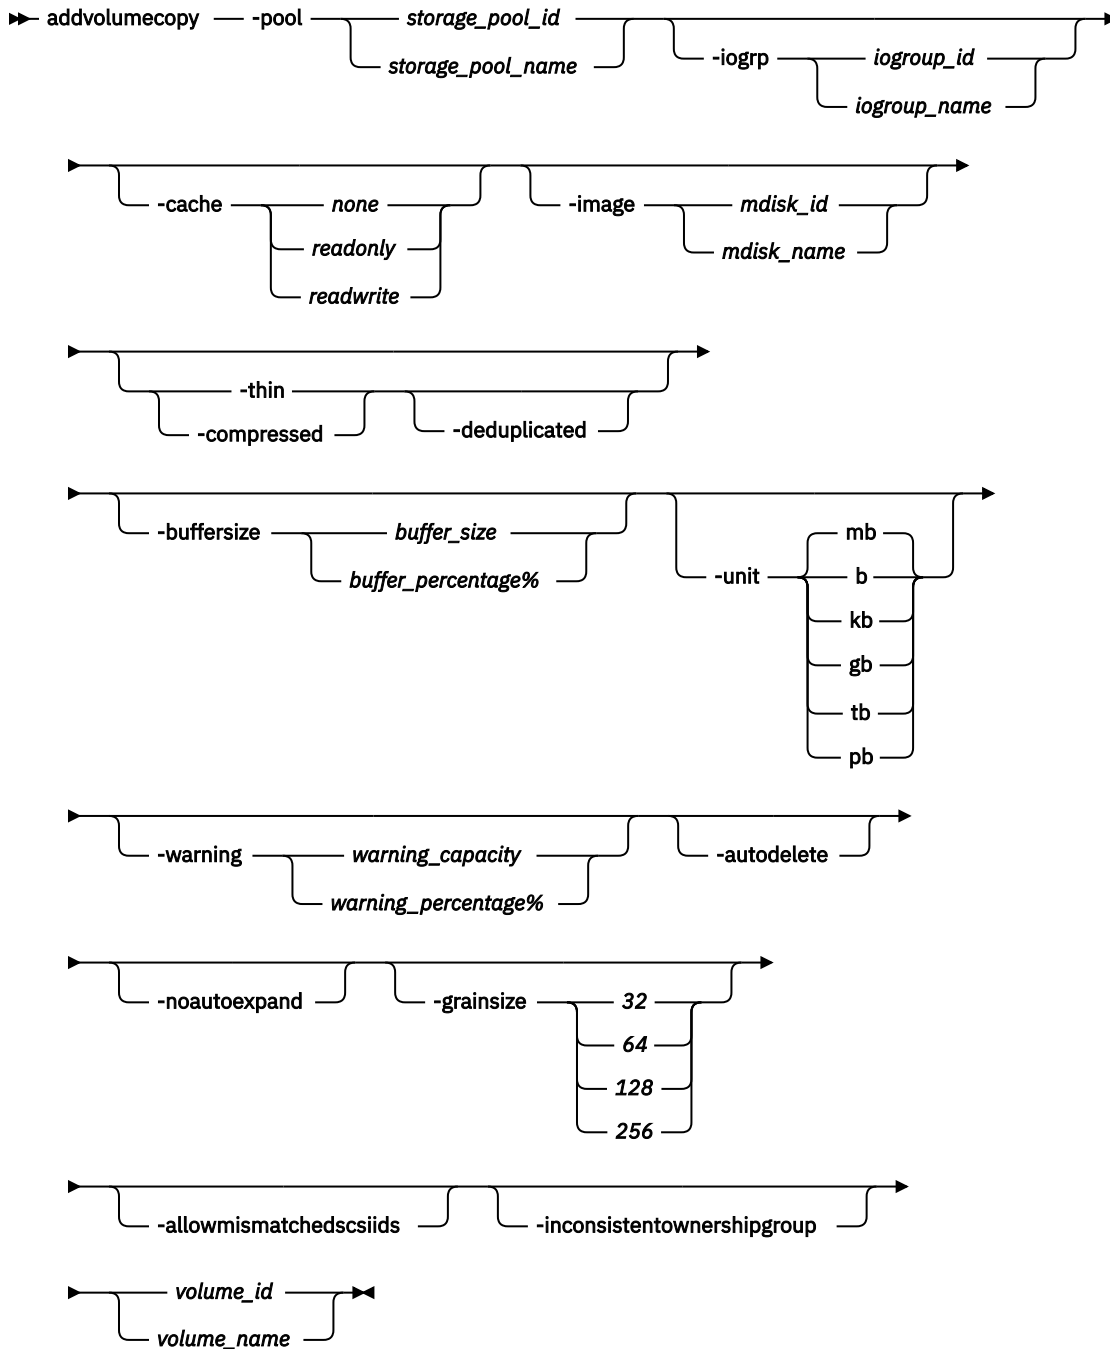 addvolumecopy -pool storage_pool_id
storage_pool_name
-iogrp iogroup_id
iogroup_name
-cache none
readonly
readwrite
-image mdisk_id
mdisk_name
-thin
-compressed
-deduplicated
-buffersize buffer_size
buffer_percentage%
-unit
mb
b
kb
gb
tb
pb
-warning warning_capacity
warning_percentage%
-autodelete
-noautoexpand
-grainsize 32
64
128
256
-allowmismatchedscsiids
-inconsistentownershipgroup
volume_id
volume_name